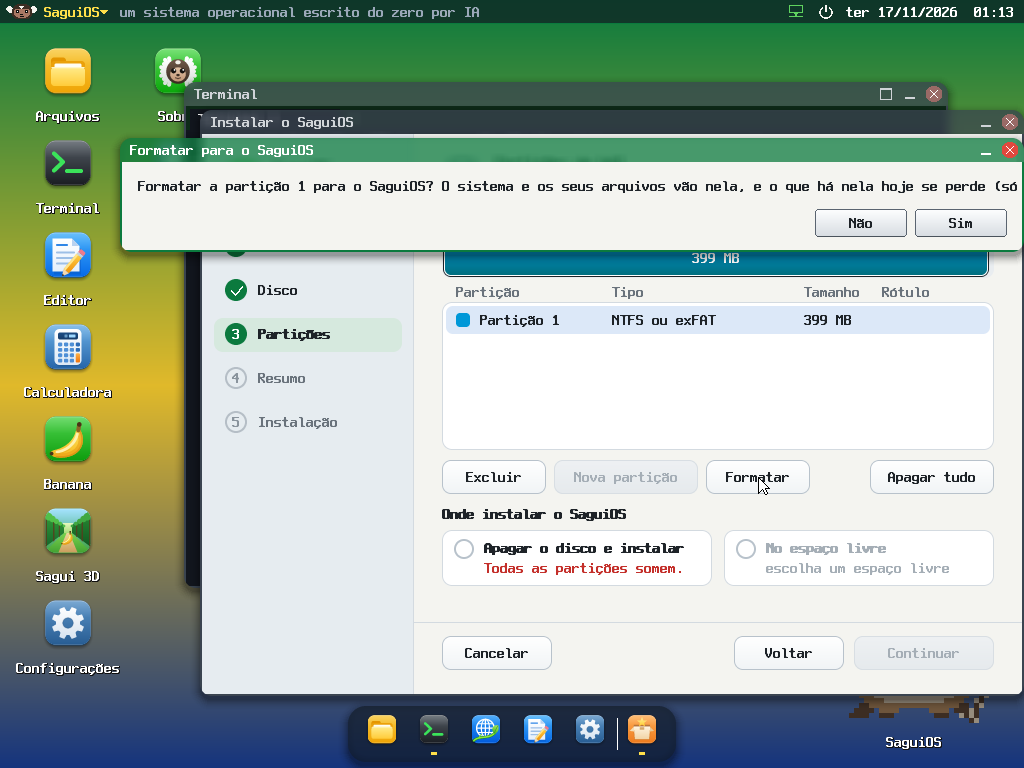 SaguiOS um sistema operacional escrito do zero por IA ter 17/11/2026 01:13
Arquivos
Terminal
Editor
Calculadora
Banana
Sagui 3D
Configurações
Terminal
Instalar o SaguiOS
Formatar para o SaguiOS
Formatar a partição 1 para o SaguiOS? O sistema e os seus arquivos vão nela, e o que há nela hoje se perde (só
Não Sim
399 MB
Disco
3 Partições
4 Resumo
5 Instalação
Partição Tipo Tamanho Rótulo
Partição 1 NTFS ou exFAT 399 MB
Excluir Nova partição Formatar Apagar tudo
Onde instalar o SaguiOS
Apagar o disco e instalar
Todas as partições somem.
No espaço livre
escolha um espaço livre
Cancelar Voltar Continuar
SaguiOS